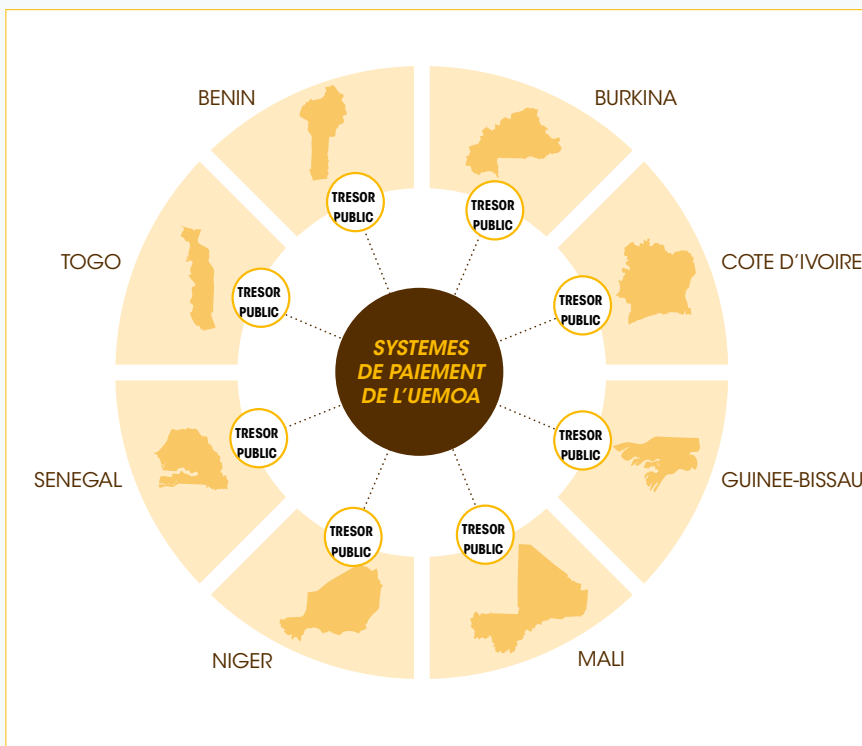 BENIN
BURKINA
TRESOR
PUBLIC
TRESOR
PUBLIC
TOGO
COTE D'IVOIRE
TRESOR
PUBLIC
TRESOR
PUBLIC
SYSTEMES
DE PAIEMENT
DE L'UEMOA
SENEGAL
TRESOR
PUBLIC
TRESOR
PUBLIC
GUINEE-BISSAU
TRESOR
PUBLIC
TRESOR
PUBLIC
NIGER
MALI